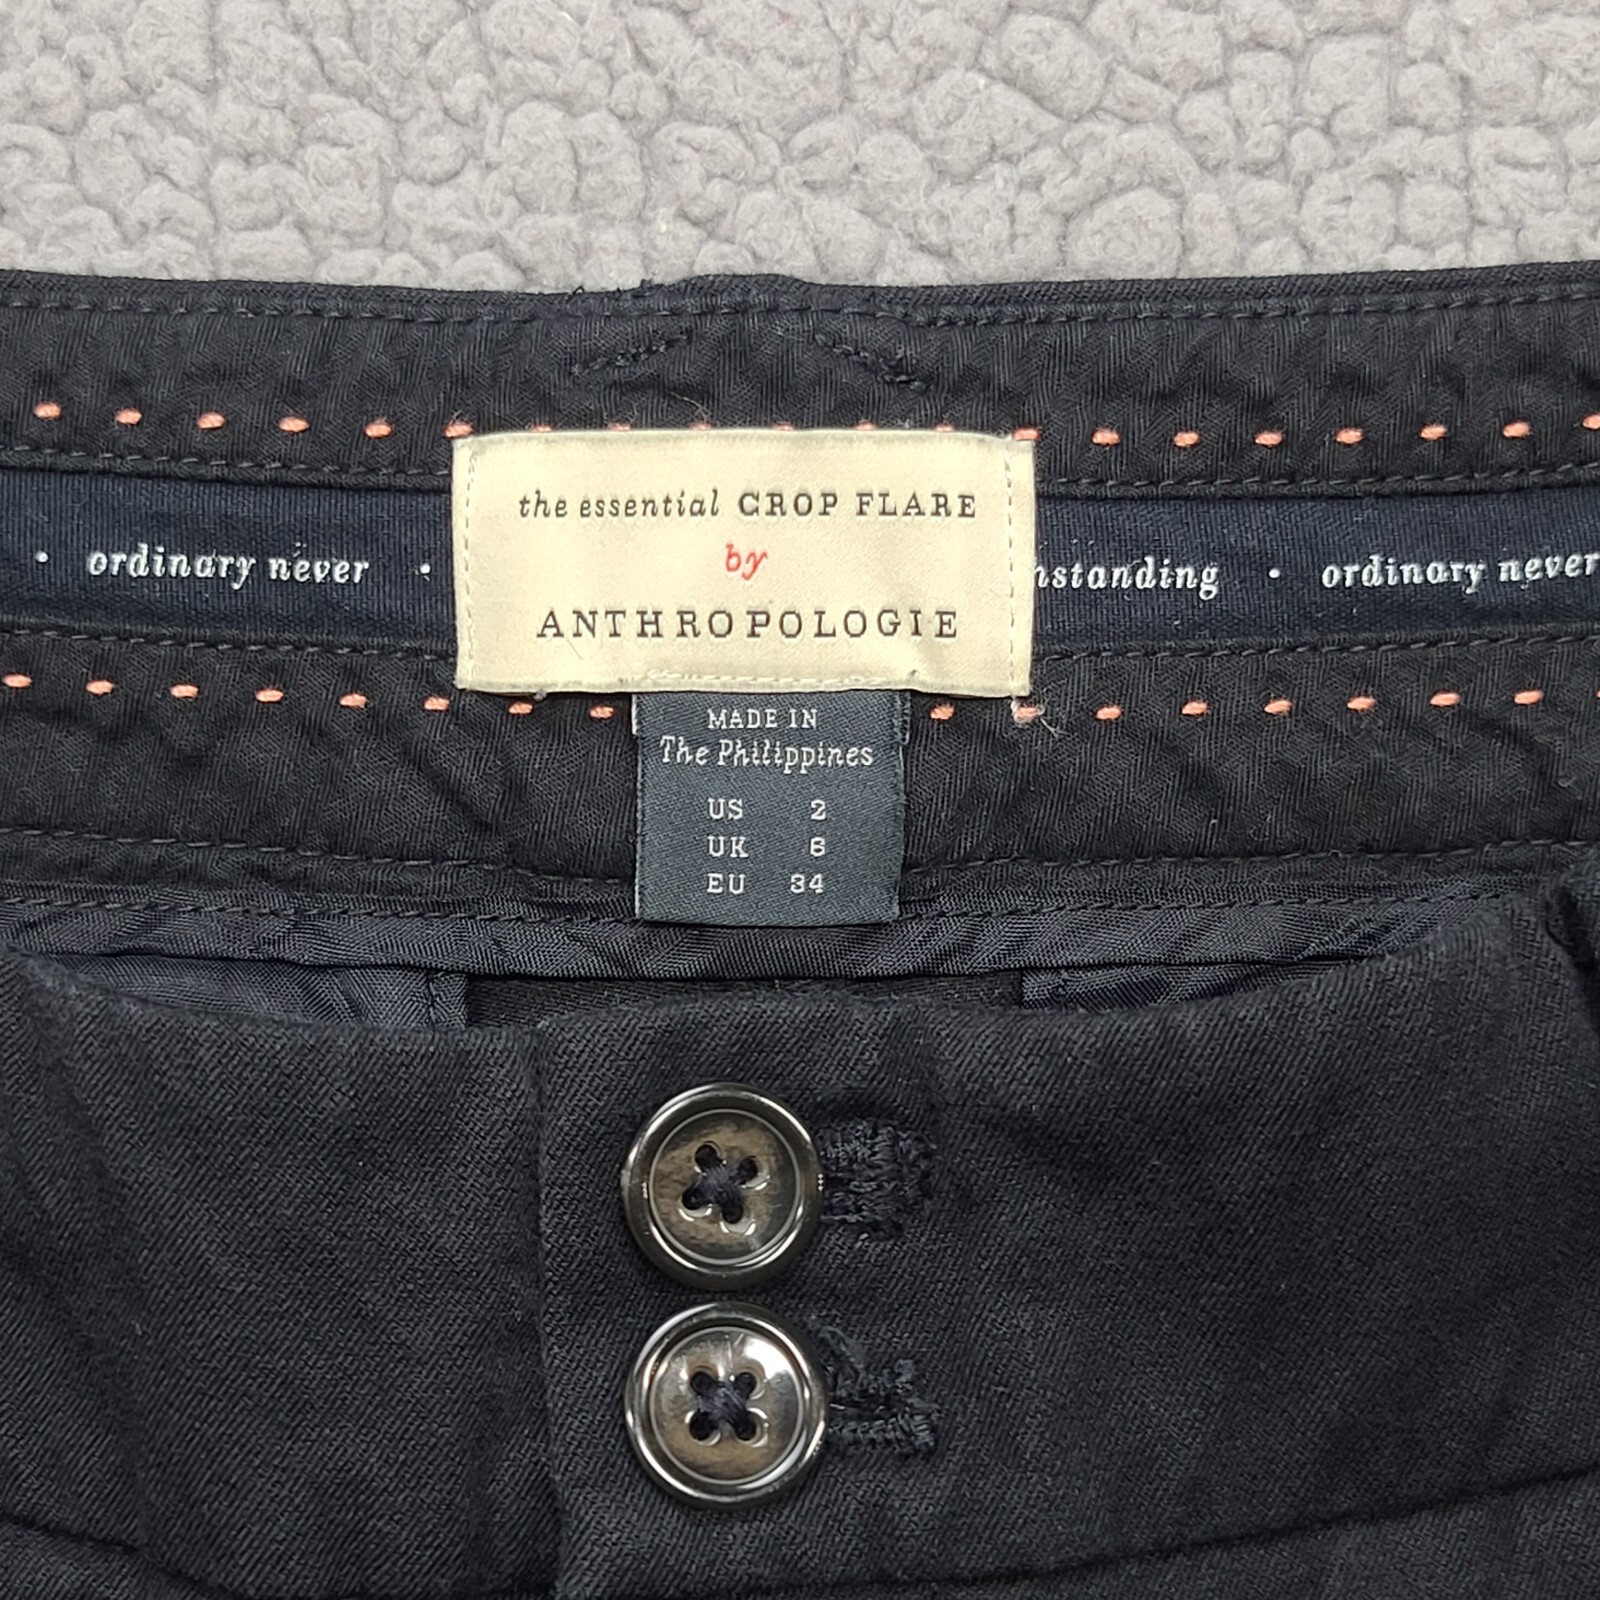 the essential CROP FLARE
by
ANTHROPOLOGIE
• ordinary never •
standing • ordinary never
MADE IN
The Philippines
US 2
UK 6
EU 34